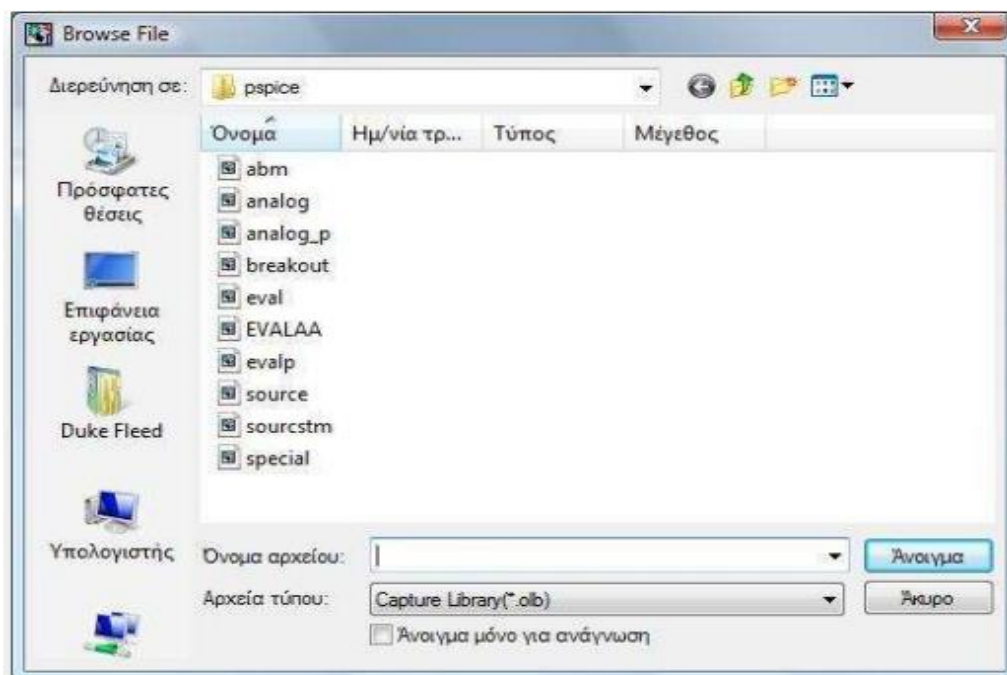 Browse File
Διερεύνηση σε: pspice
Όνομα Ημ/νία τρ... Τύπος Μέγεθος
abm
analog
analog_p
breakout
eval
EVALAA
evalp
source
sourcstm
special
Πρόσφατες
θέσεις
Επιφάνεια
εργασίας
Duke Fleed
Υπολογιστής
Όνομα αρχείου: Άνοιγμα
Αρχεία τύπου: Capture Library(*.olb) Άκυρο
Άνοιγμα μόνο για ανάγνωση